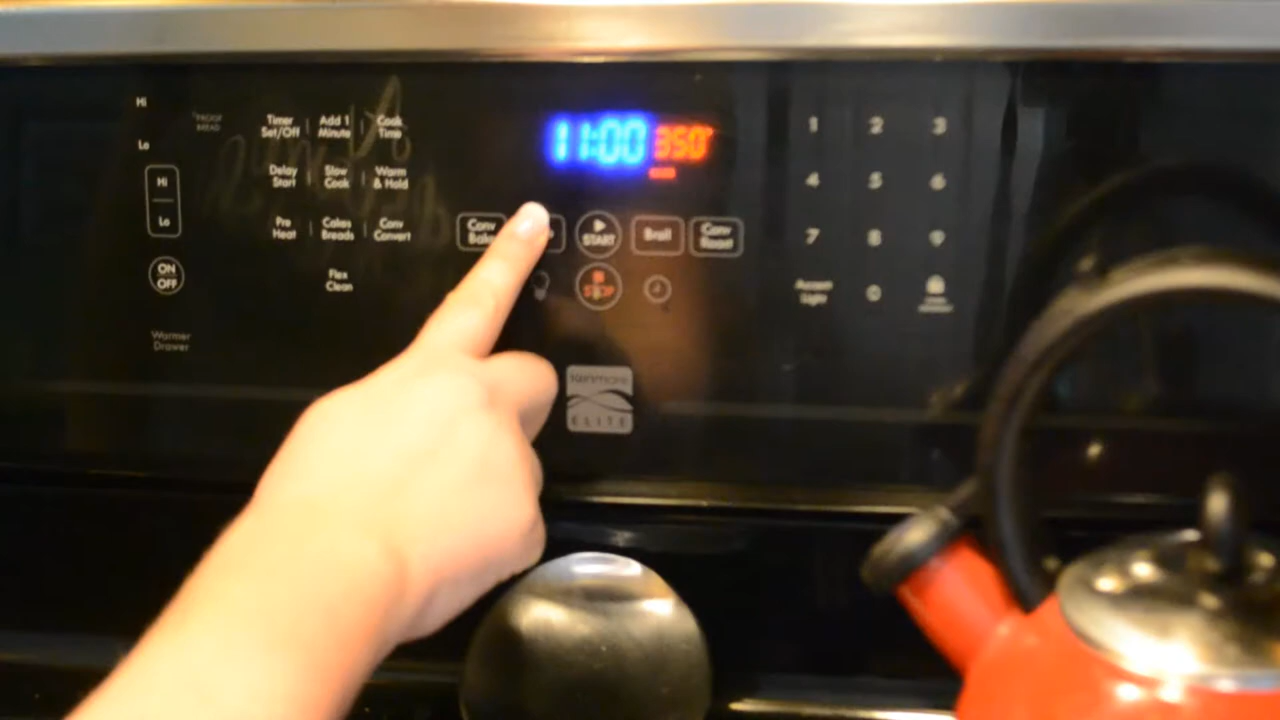 Hi
Lo
PROOF
BREAD
Hi
Lo
ON
OFF
Warmer
Drawer
Timer
Set/Off
Add 1
Minute
Cook
Time
Delay
Start
Slow
Cook
Warm
& Hold
Pre
Heat
Cakes
Breads
Conv
Convert
Flex
Clean
11:00 350°
Conv
Bake
START
Broil
Conv
Roast
STOP
Kenmore
ELITE
1 2 3
4 5 6
7 8 9
Accent
Light
0